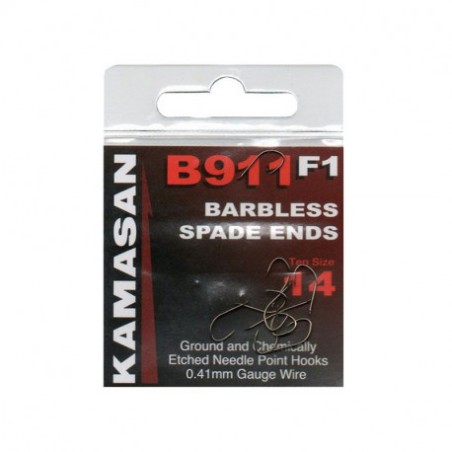 KAMASAN
B911 F1
BARBLESS
SPADE ENDS
Ten Size
14
Ground and Chemically
Etched Needle Point Hooks
0.41mm Gauge Wire